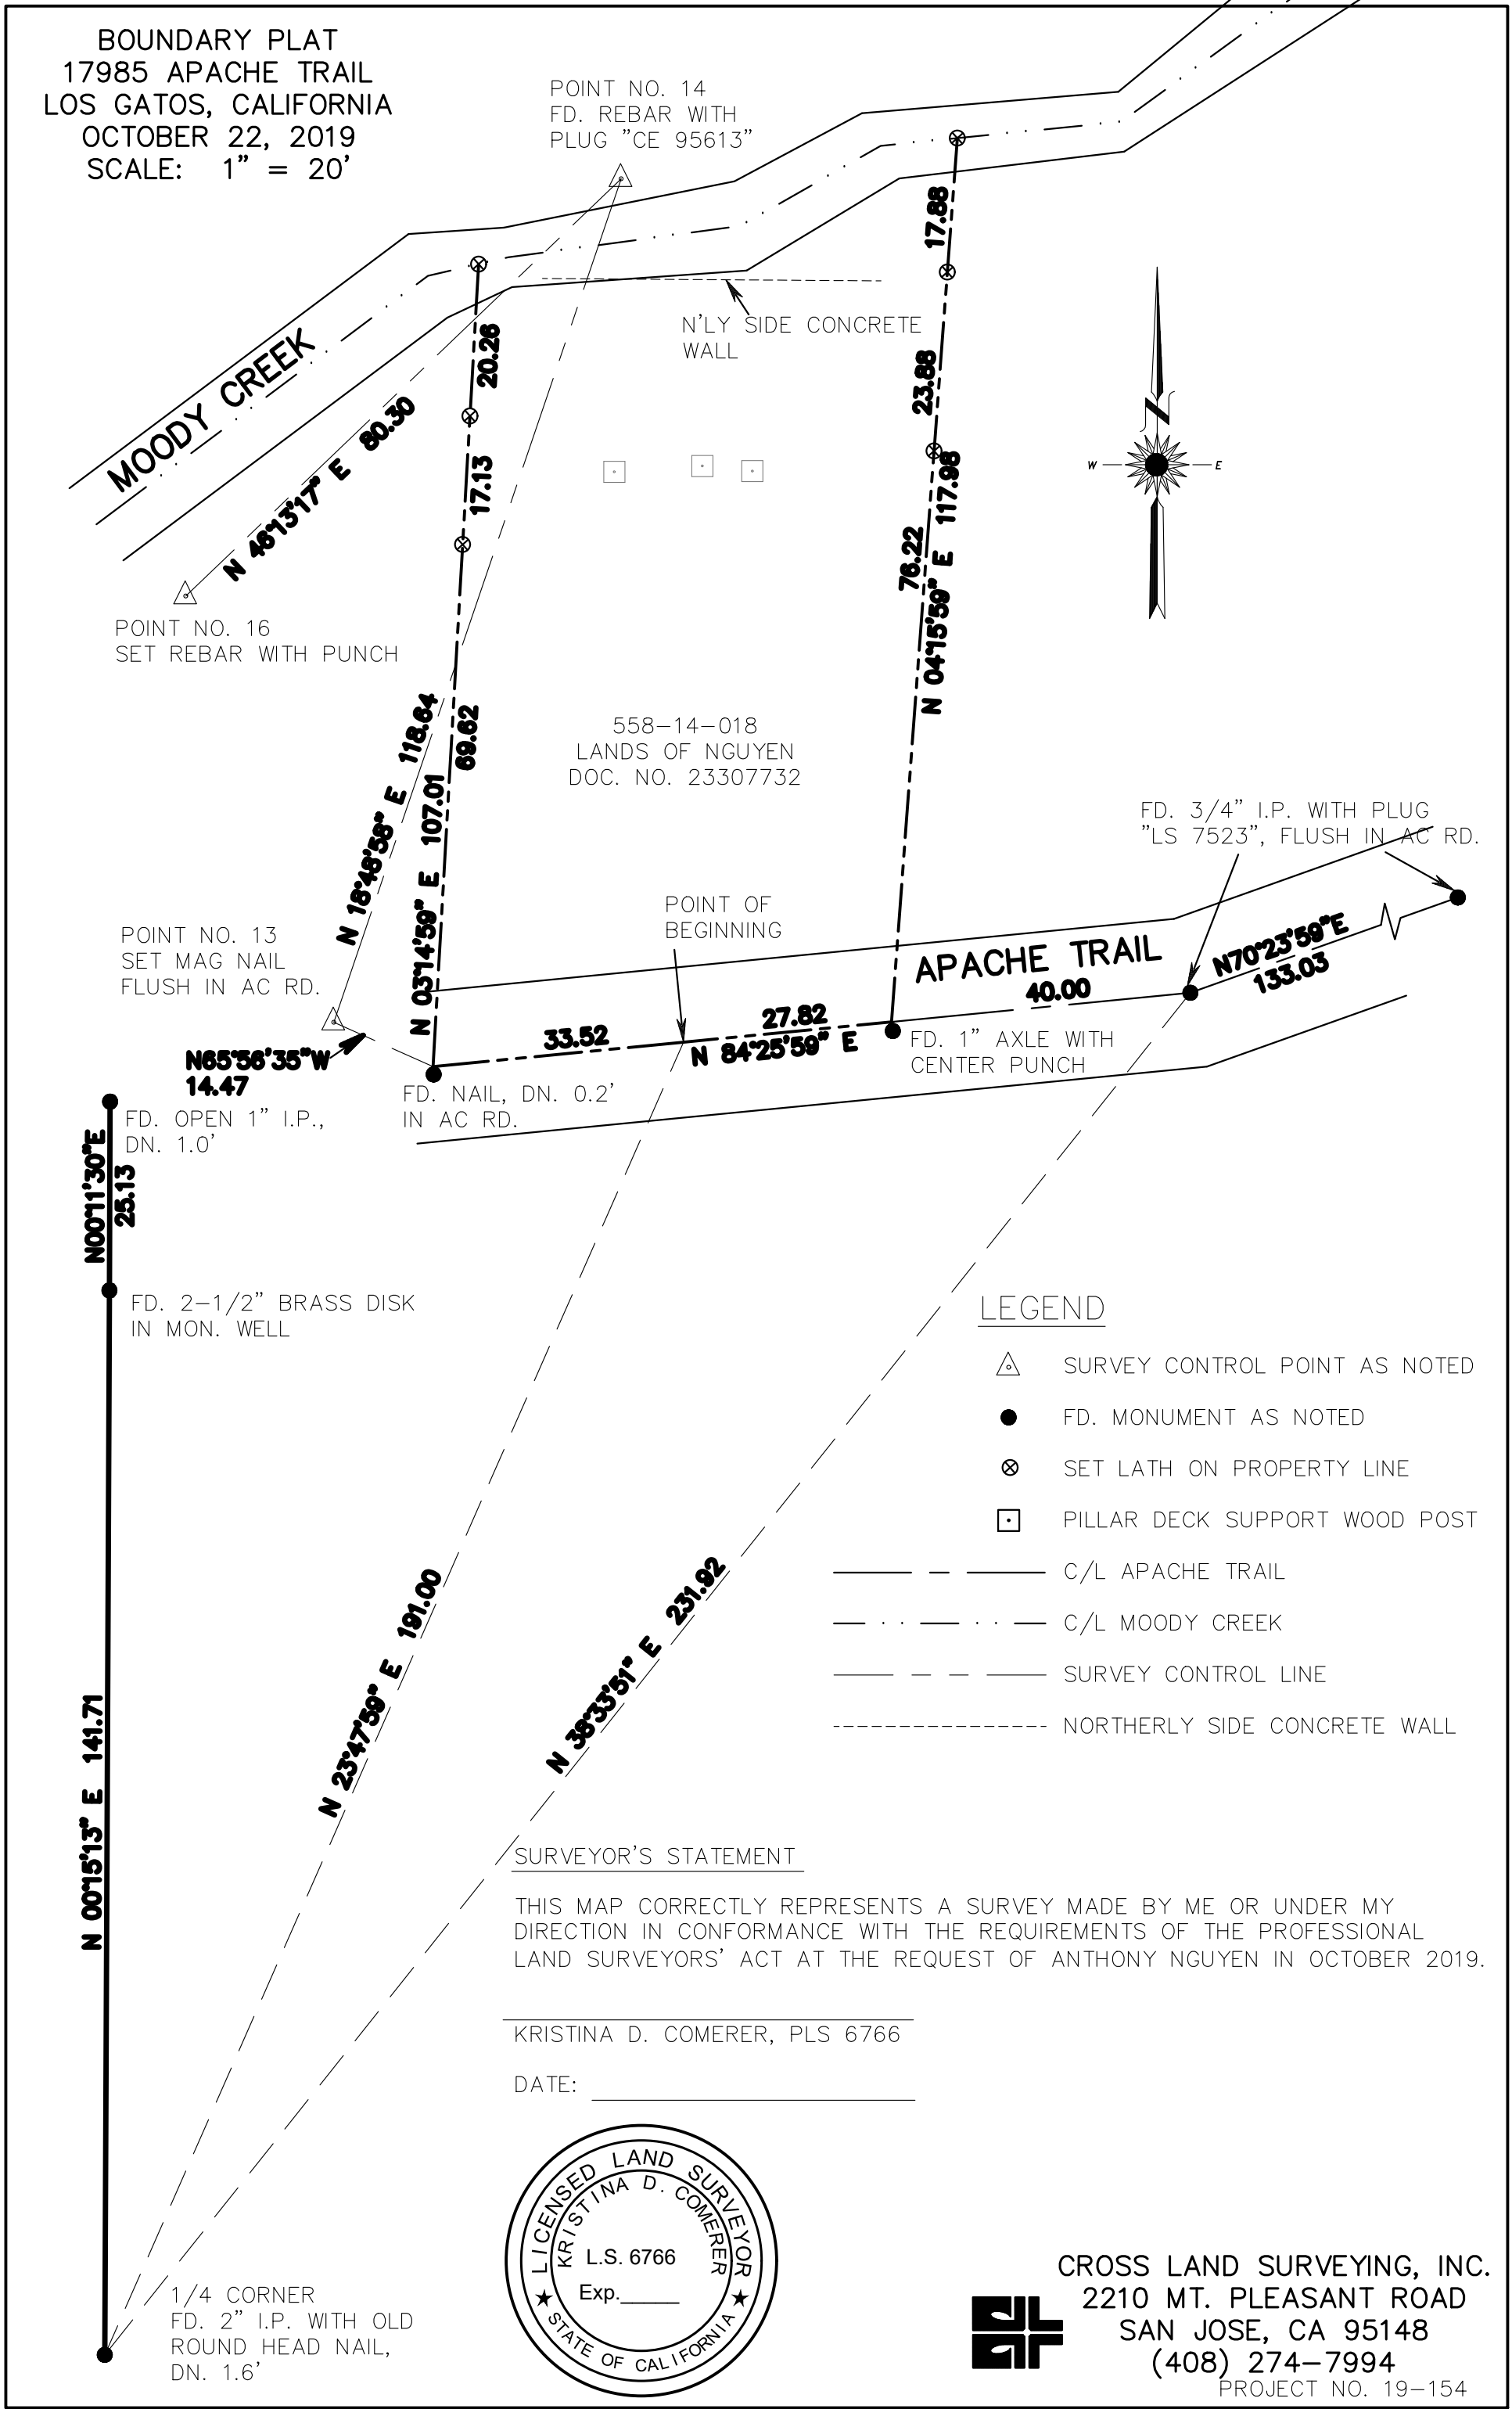 BOUNDARY PLAT
17985 APACHE TRAIL
LOS GATOS, CALIFORNIA
OCTOBER 22, 2019
SCALE: 1" = 20'
POINT NO. 14
FD. REBAR WITH
PLUG "CE 95613"
17.88
N'LY SIDE CONCRETE
WALL
MOODY CREEK
20.26
23.88
N 46°13'17" E 80.30
17.13
N
W
E
76.22
N 04°15'59" E 117.98
POINT NO. 16
SET REBAR WITH PUNCH
558-14-018
LANDS OF NGUYEN
DOC. NO. 23307732
N 18°48'58" E 118.64
69.62
N 03°14'59" E 107.01
FD. 3/4" I.P. WITH PLUG
"LS 7523", FLUSH IN AC RD.
POINT OF
BEGINNING
POINT NO. 13
SET MAG NAIL
FLUSH IN AC RD.
APACHE TRAIL
N70°23'59"E
133.03
40.00
33.52
27.82
N 84°25'59" E
FD. 1" AXLE WITH
CENTER PUNCH
N65°56'35"W
14.47
FD. NAIL, DN. 0.2'
IN AC RD.
FD. OPEN 1" I.P.,
DN. 1.0'
N00°11'30"E
25.13
FD. 2-1/2" BRASS DISK
IN MON. WELL
LEGEND
SURVEY CONTROL POINT AS NOTED
FD. MONUMENT AS NOTED
SET LATH ON PROPERTY LINE
PILLAR DECK SUPPORT WOOD POST
C/L APACHE TRAIL
C/L MOODY CREEK
SURVEY CONTROL LINE
NORTHERLY SIDE CONCRETE WALL
N 00°15'13" E 141.71
N 23°47'59" E 191.00
N 38°33'51" E 231.92
SURVEYOR'S STATEMENT
THIS MAP CORRECTLY REPRESENTS A SURVEY MADE BY ME OR UNDER MY
DIRECTION IN CONFORMANCE WITH THE REQUIREMENTS OF THE PROFESSIONAL
LAND SURVEYORS' ACT AT THE REQUEST OF ANTHONY NGUYEN IN OCTOBER 2019.
KRISTINA D. COMERER, PLS 6766
DATE:
LICENSED LAND SURVEYOR
KRISTINA D. COMERER
L.S. 6766
Exp.
STATE OF CALIFORNIA
1/4 CORNER
FD. 2" I.P. WITH OLD
ROUND HEAD NAIL,
DN. 1.6'
CROSS LAND SURVEYING, INC.
2210 MT. PLEASANT ROAD
SAN JOSE, CA 95148
(408) 274-7994
PROJECT NO. 19-154